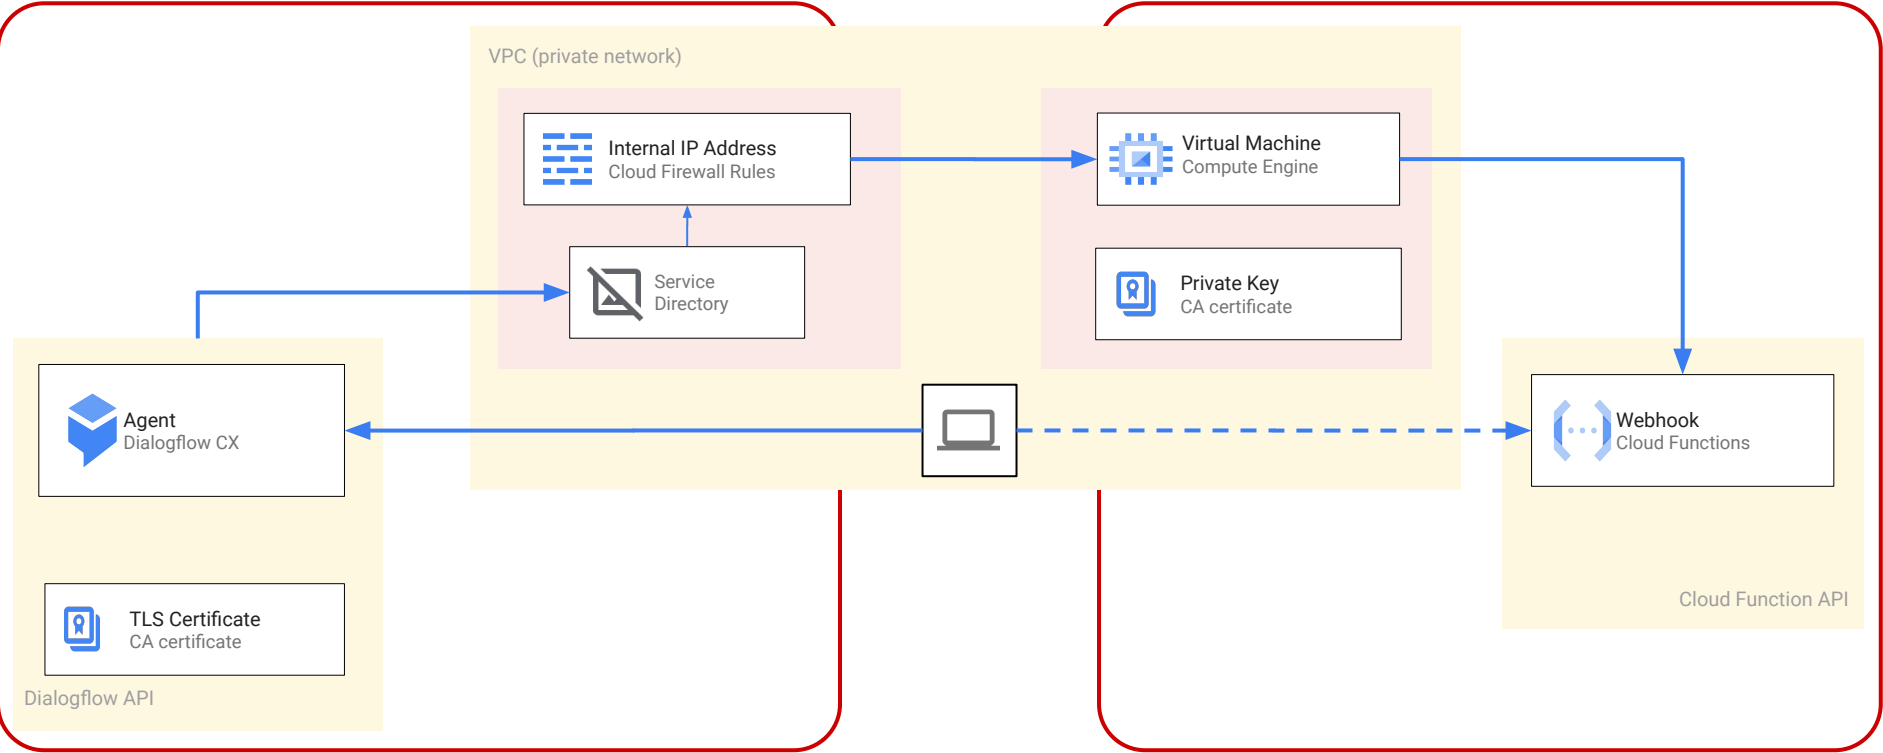 VPC (private network)
Internal IP Address
Cloud Firewall Rules
Virtual Machine
Compute Engine
Service
Directory
Private Key
CA certificate
Agent
Dialogflow CX
Webhook
Cloud Functions
TLS Certificate
CA certificate
Cloud Function API
Dialogflow API